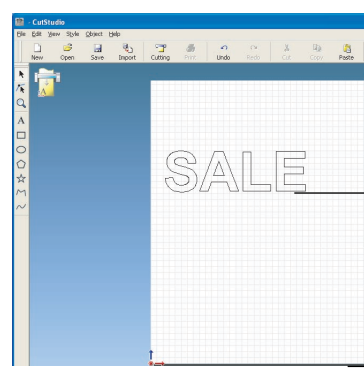 - CutStudio
File Edit View Style Object Help
New Open Save Import Cutting Print Undo Redo Cut Copy Paste
A
A
SALE